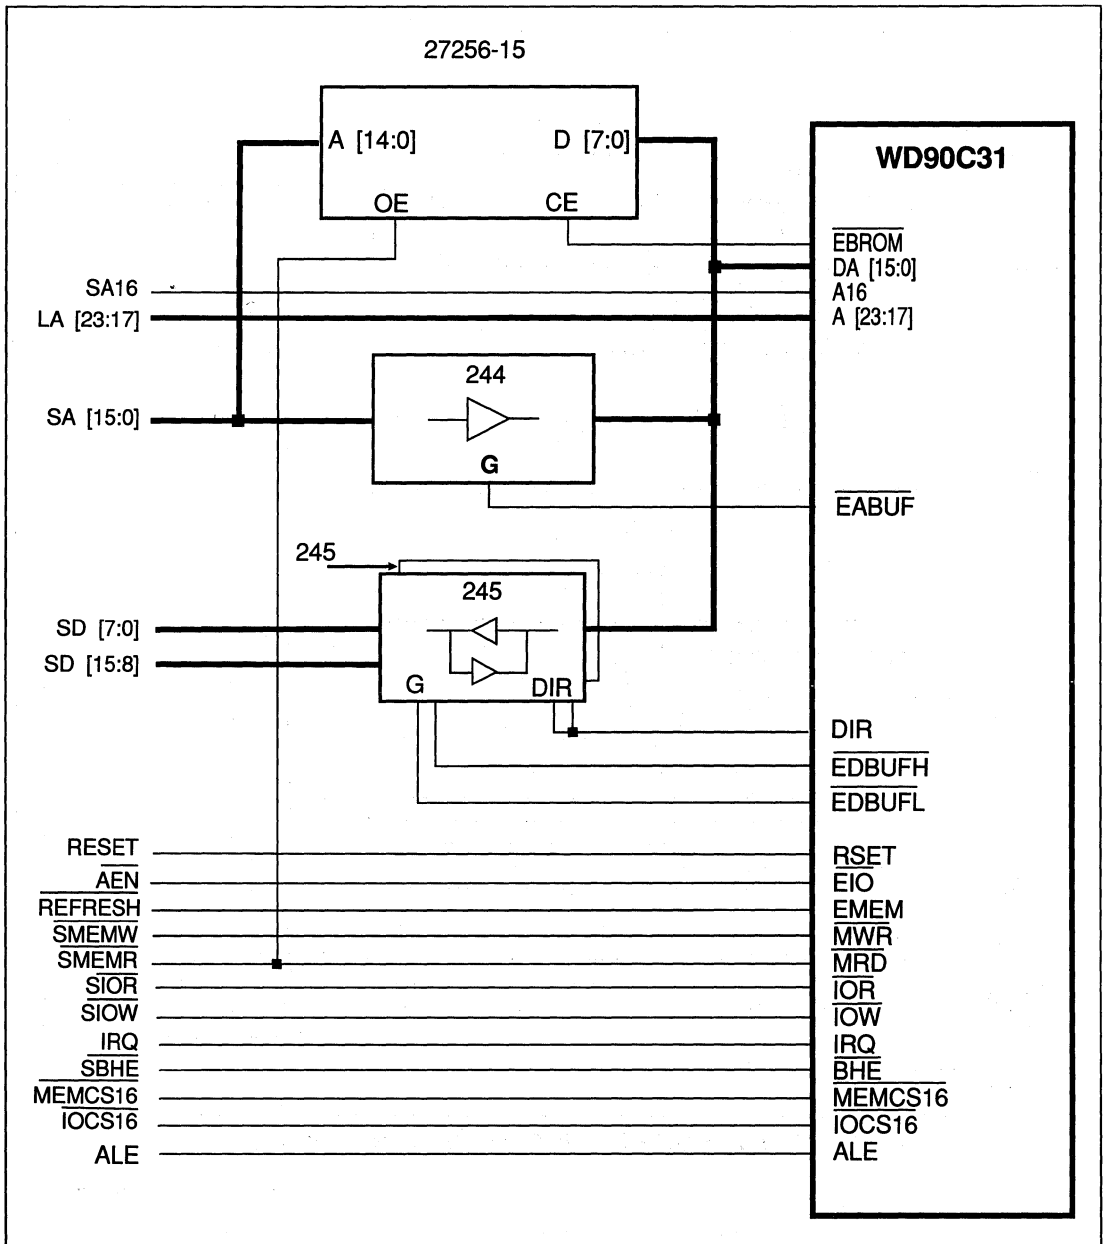 27256-15
A [14:0]
D [7:0]
OE
CE
WD90C31
EBROM
DA [15:0]
SA16
A16
LA [23:17]
A [23:17]
244
SA [15:0]
G
EABUF
245
245
SD [7:0]
SD [15:8]
G
DIR
DIR
EDBUFH
EDBUFL
RESET
RSET
AEN
EIO
REFRESH
EMEM
SMEMW
MWR
SMEMR
MRD
SIOR
IOR
SIOW
IOW
IRQ
IRQ
SBHE
BHE
MEMCS16
MEMCS16
IOCS16
IOCS16
ALE
ALE